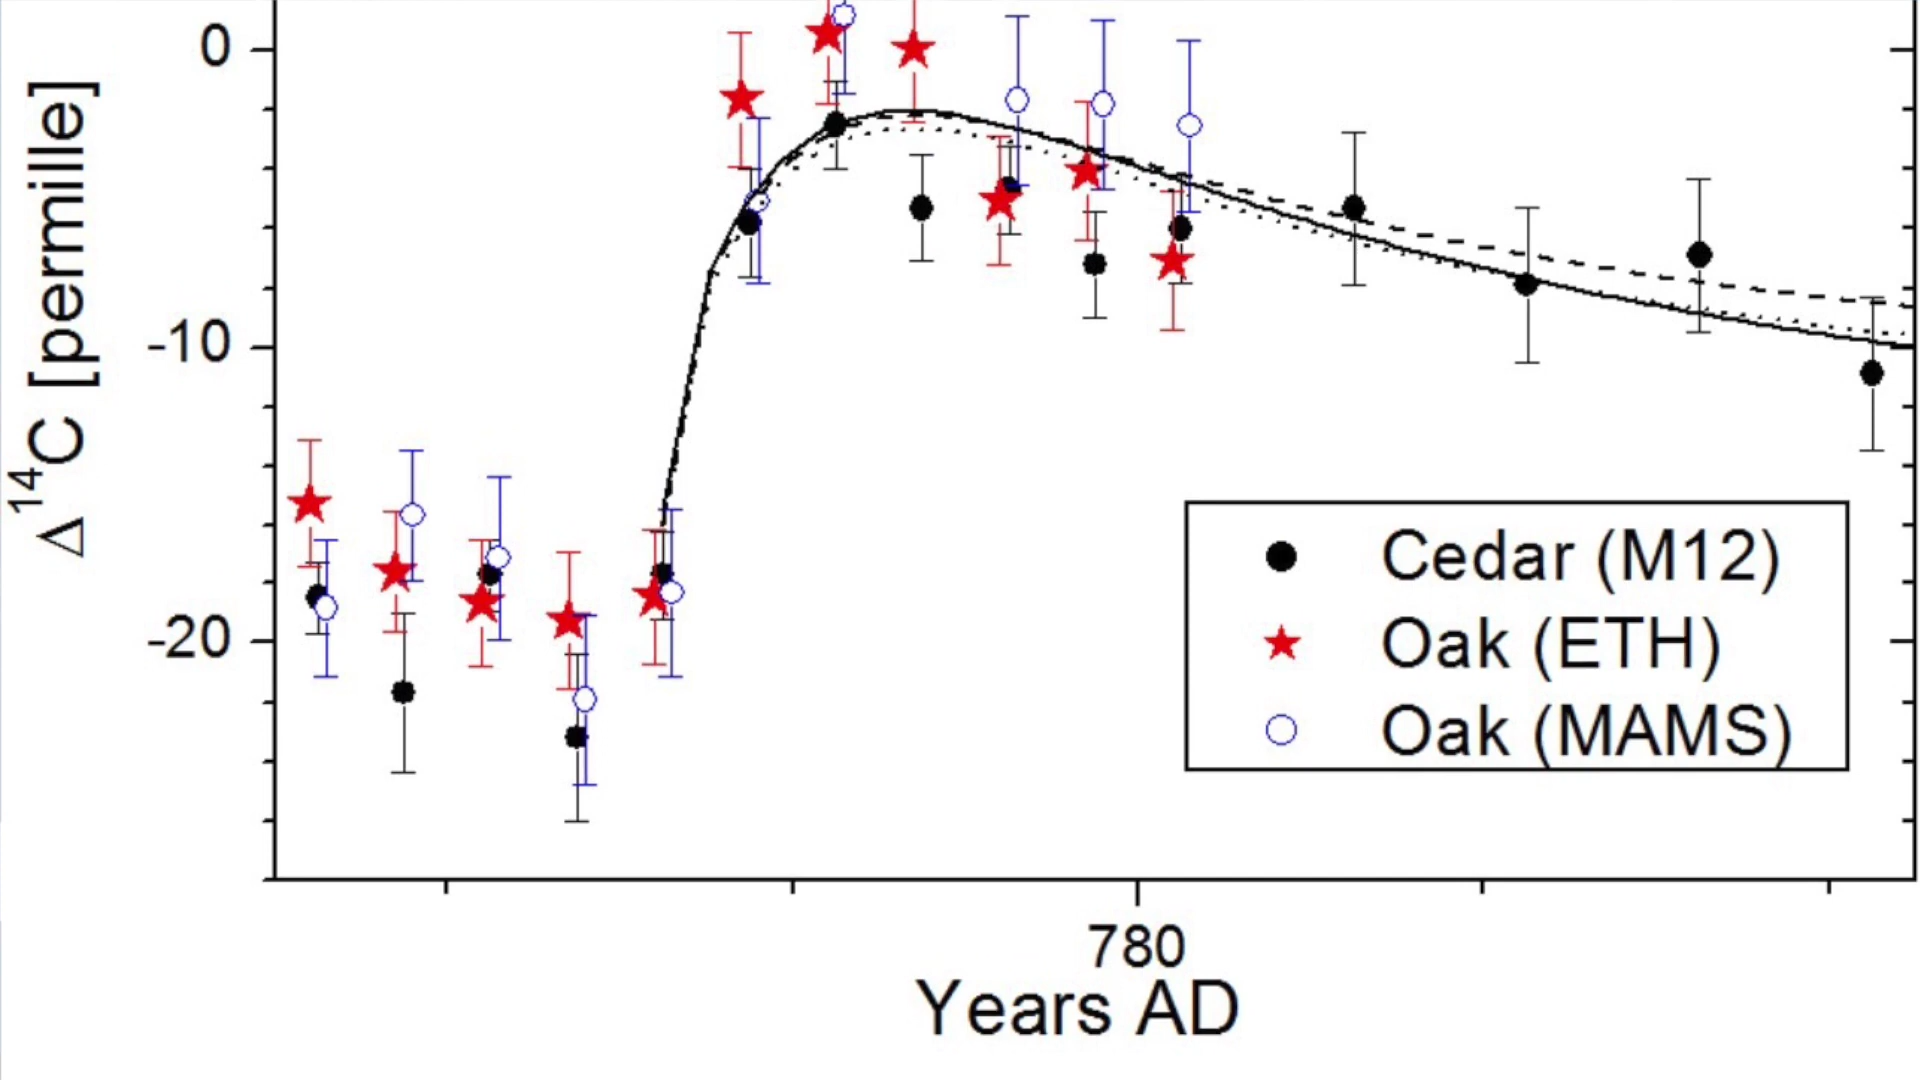 0
-10
-20
Δ14C [permille]
Cedar (M12)
Oak (ETH)
Oak (MAMS)
780
Years AD